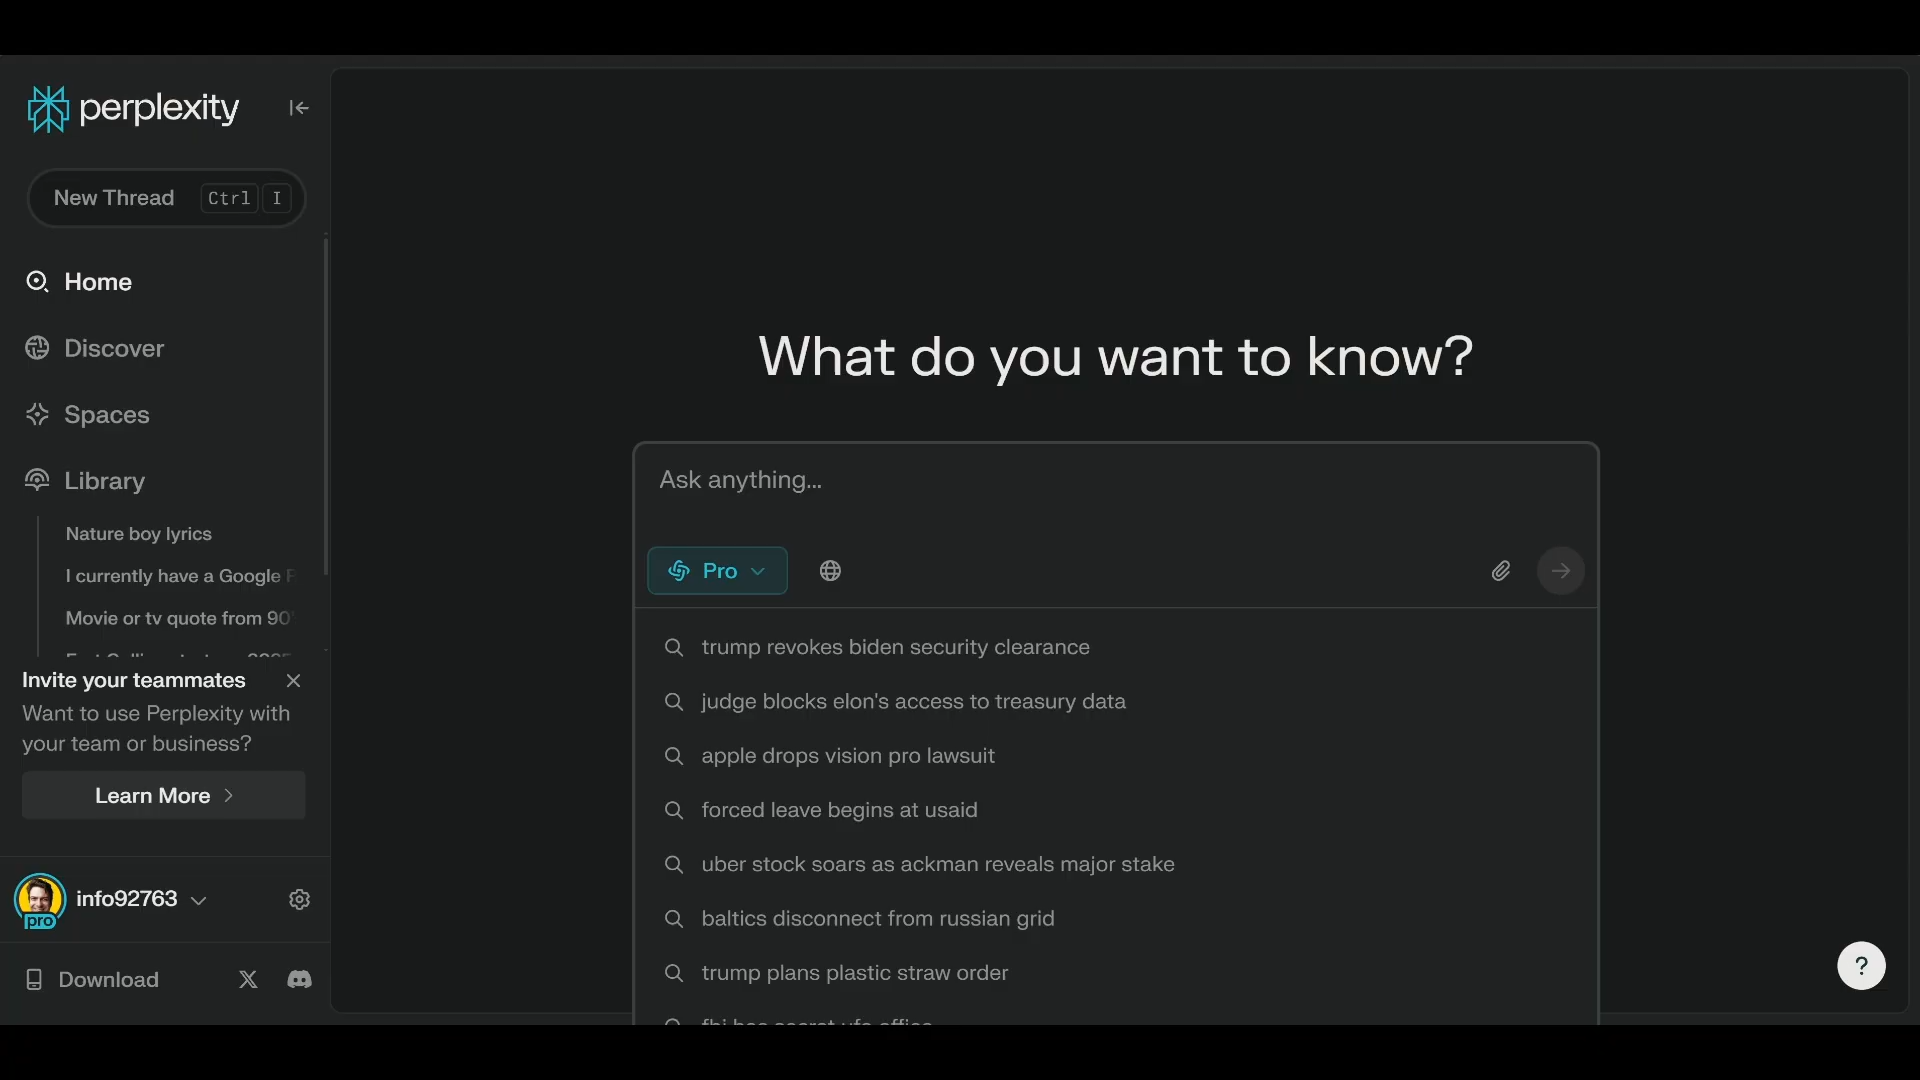 perplexity
New Thread Ctrl I
Home
Discover
Spaces
Library
Nature boy lyrics
I currently have a Google
Movie or tv quote from 90
Invite your teammates
Want to use Perplexity with
your team or business?
Learn More
pro
info92763
Download
What do you want to know?
Ask anything...
Pro
trump revokes biden security clearance
judge blocks elon's access to treasury data
apple drops vision pro lawsuit
forced leave begins at usaid
uber stock soars as ackman reveals major stake
baltics disconnect from russian grid
trump plans plastic straw order
?